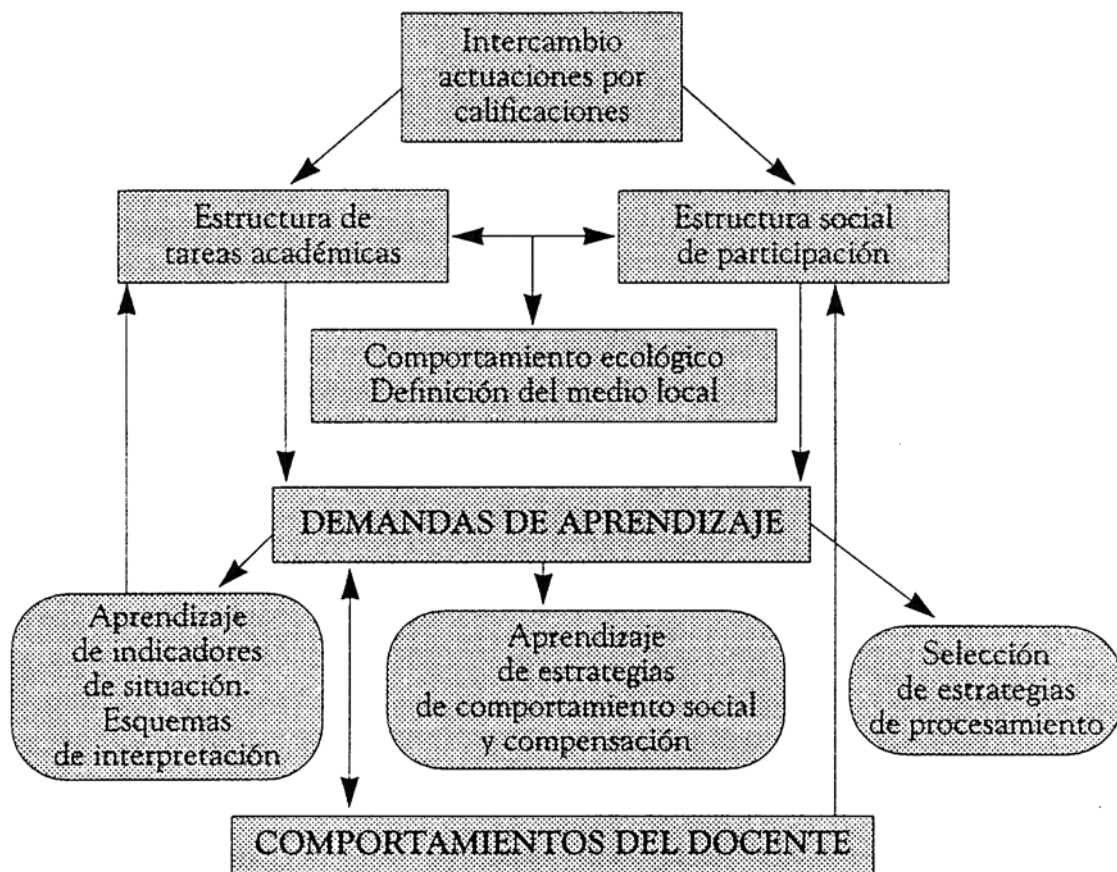 Intercambio
actuaciones por
calificaciones
Estructura de
tareas académicas
Estructura social
de participación
Comportamiento ecológico
Definición del medio local
DEMANDAS DE APRENDIZAJE
Aprendizaje
de indicadores
de situación.
Esquemas
de interpretación
Aprendizaje
de estrategias
de comportamiento social
y compensación
Selección
de estrategias
de procesamiento
COMPORTAMIENTOS DEL DOCENTE